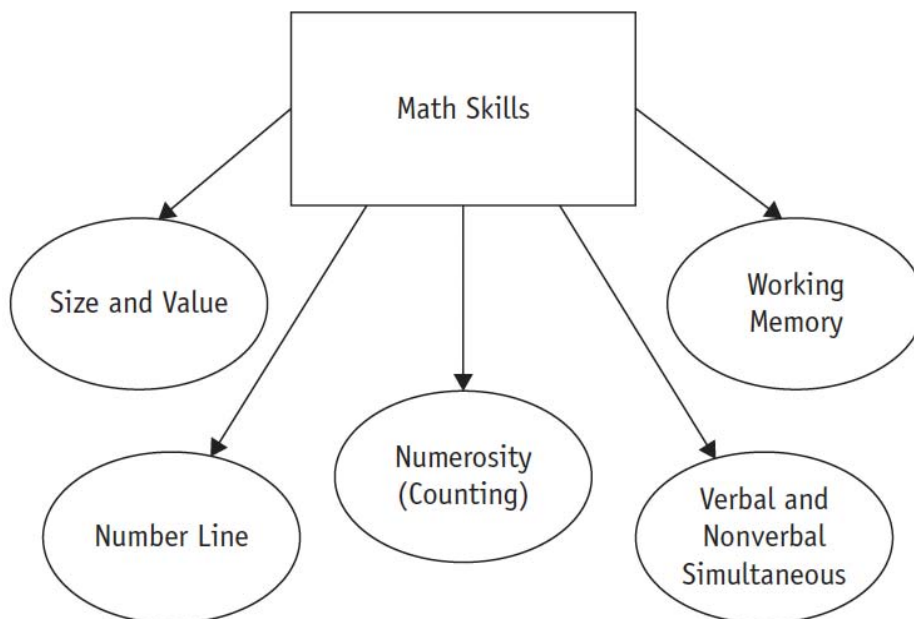 Math Skills
Size and Value
Working
Memory
Numerosity
(Counting)
Number Line
Verbal and
Nonverbal
Simultaneous